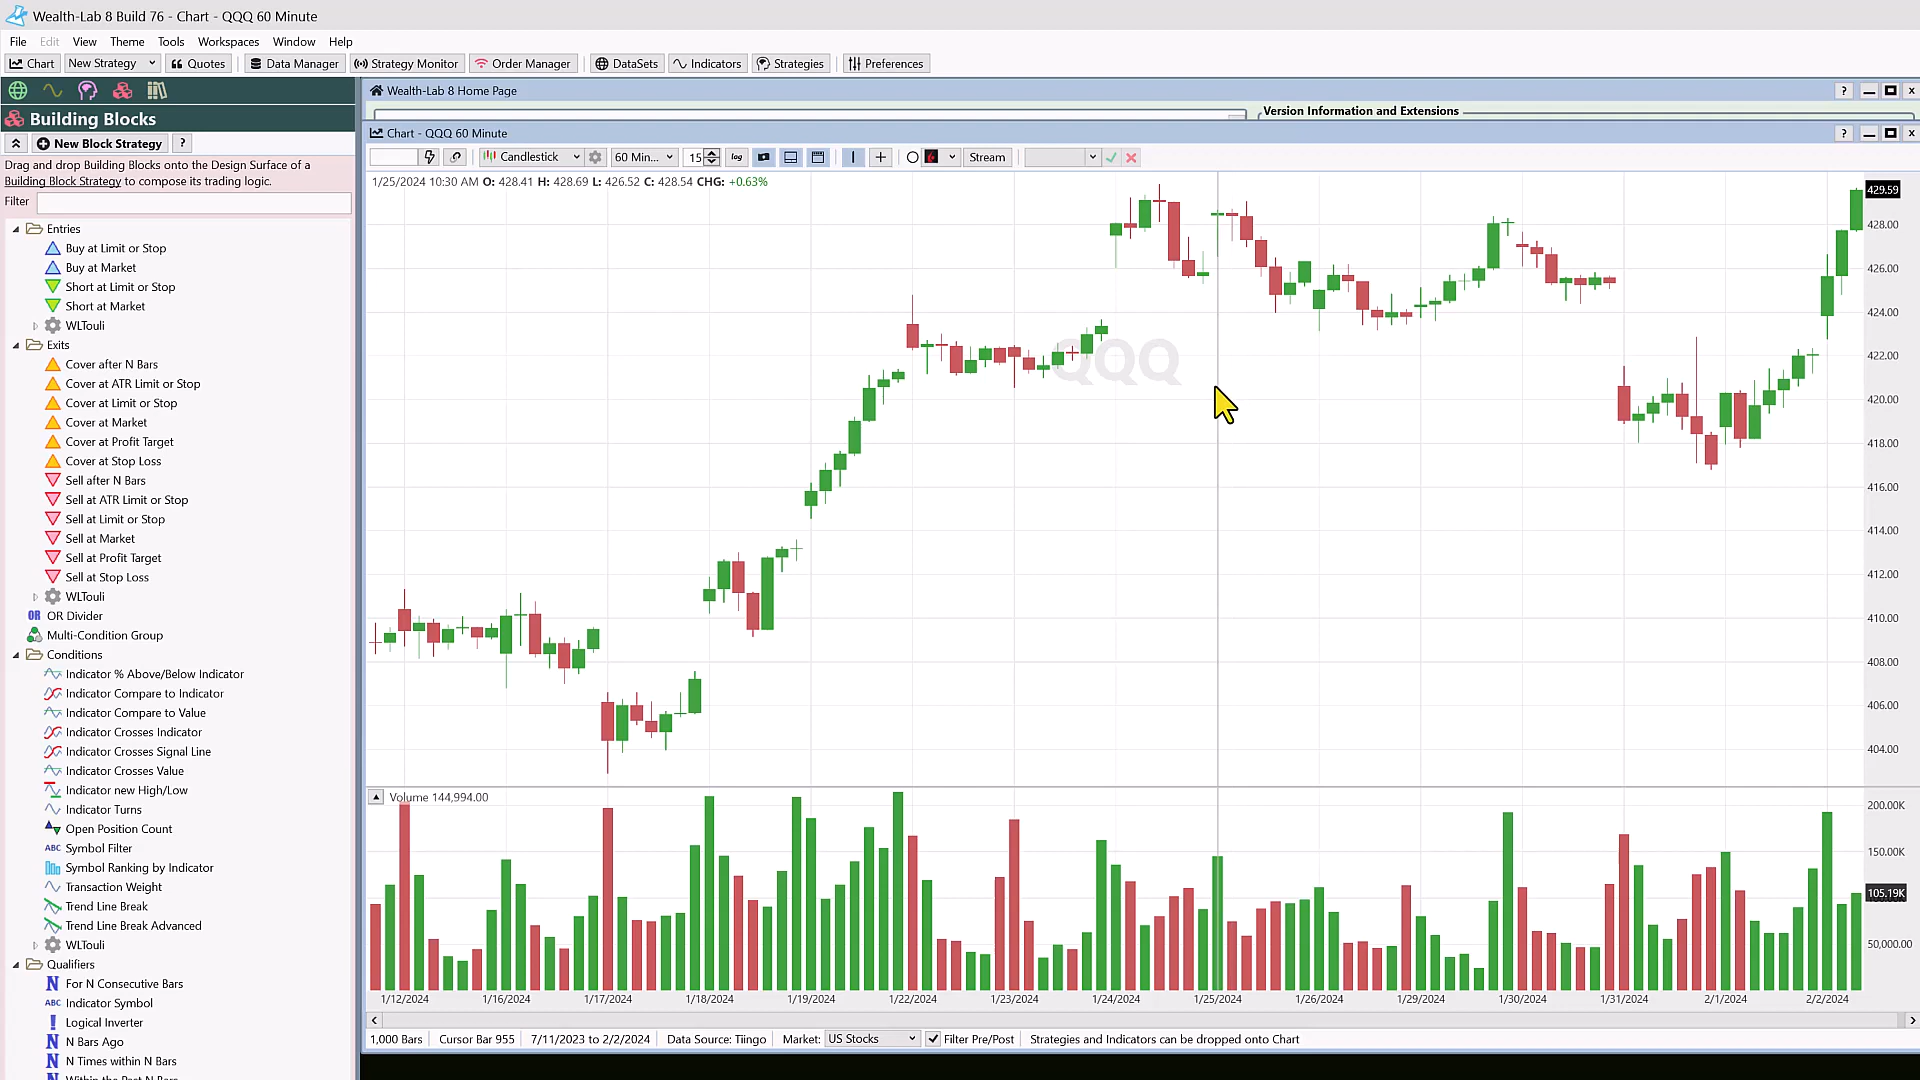 Wealth-Lab 8 Build 76 - Chart - QQQ 60 Minute
File Edit View Theme Tools Workspaces Window Help
Chart New Strategy Quotes Data Manager Strategy Monitor Order Manager DataSets Indicators Strategies Preferences
Building Blocks
New Block Strategy ?
Drag and drop Building Blocks onto the Design Surface of a
Building Block Strategy to compose its trading logic.
Filter
Entries
Buy at Limit or Stop
Buy at Market
Short at Limit or Stop
Short at Market
WLTouli
Exits
Cover after N Bars
Cover at ATR Limit or Stop
Cover at Limit or Stop
Cover at Market
Cover at Profit Target
Cover at Stop Loss
Sell after N Bars
Sell at ATR Limit or Stop
Sell at Limit or Stop
Sell at Market
Sell at Profit Target
Sell at Stop Loss
WLTouli
OR OR Divider
Multi-Condition Group
Conditions
Indicator % Above/Below Indicator
Indicator Compare to Indicator
Indicator Compare to Value
Indicator Crosses Indicator
Indicator Crosses Signal Line
Indicator Crosses Value
Indicator new High/Low
Indicator Turns
Open Position Count
ABC Symbol Filter
Symbol Ranking by Indicator
Transaction Weight
Trend Line Break
Trend Line Break Advanced
WLTouli
Qualifiers
N For N Consecutive Bars
ABC Indicator Symbol
! Logical Inverter
N N Bars Ago
N N Times within N Bars
Wealth-Lab 8 Home Page ?
Version Information and Extensions
Chart - QQQ 60 Minute ?
Candlestick 60 Min... 15 log Stream
1/25/2024 10:30 AM O: 428.41 H: 428.69 L: 426.52 C: 428.54 CHG: +0.63%
QQQ
429.59
428.00
426.00
424.00
422.00
420.00
418.00
416.00
414.00
412.00
410.00
408.00
406.00
404.00
Volume 144,994.00
200.00K
150.00K
105.19K
50,000.00
1/12/2024 1/16/2024 1/17/2024 1/18/2024 1/19/2024 1/22/2024 1/23/2024 1/24/2024 1/25/2024 1/26/2024 1/29/2024 1/30/2024 1/31/2024 2/1/2024 2/2/2024
1,000 Bars Cursor Bar 955 7/11/2023 to 2/2/2024 Data Source: Tiingo Market: US Stocks Filter Pre/Post Strategies and Indicators can be dropped onto Chart